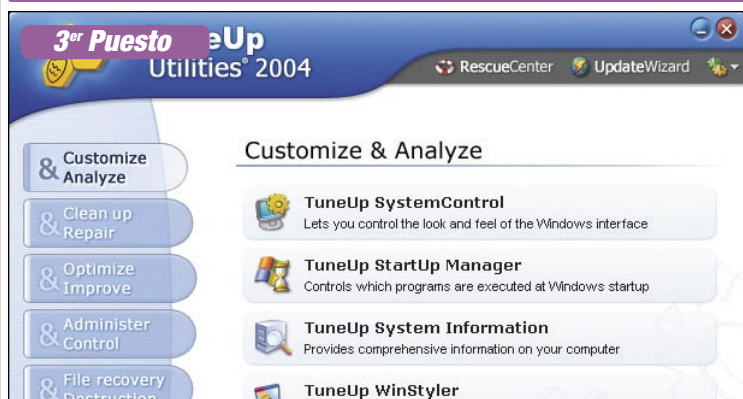 3er Puesto
eUp
Utilities® 2004
RescueCenter UpdateWizard
Customize & Analyze
& Customize
Analyze
& Clean up
Repair
& Optimize
Improve
& Administer
Control
& File recovery
Destruction
TuneUp SystemControl
Lets you control the look and feel of the Windows interface
TuneUp StartUp Manager
Controls which programs are executed at Windows startup
TuneUp System Information
Provides comprehensive information on your computer
TuneUp WinStyler